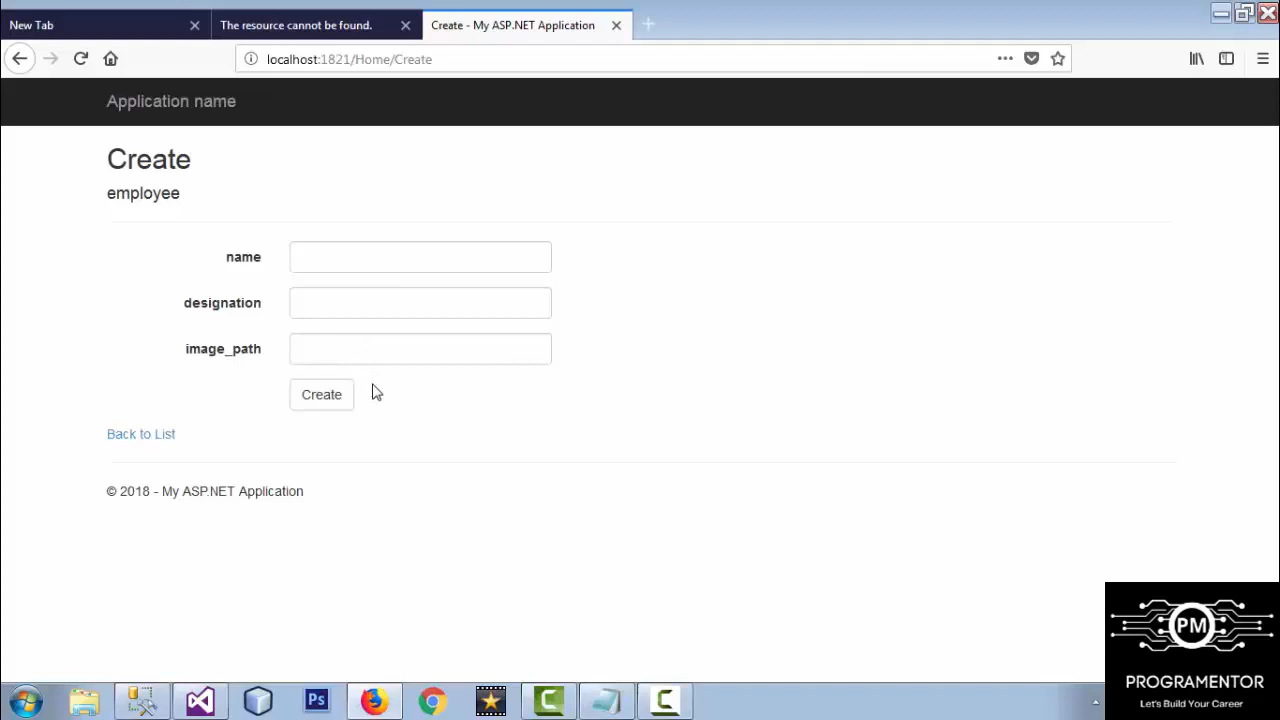 New Tab
The resource cannot be found.
Create - My ASP.NET Application
localhost:1821/Home/Create
Application name
Create
employee
name
designation
image_path
Create
Back to List
© 2018 - My ASP.NET Application
Ps
PM
PROGRAMENTOR
Let's Build Your Career